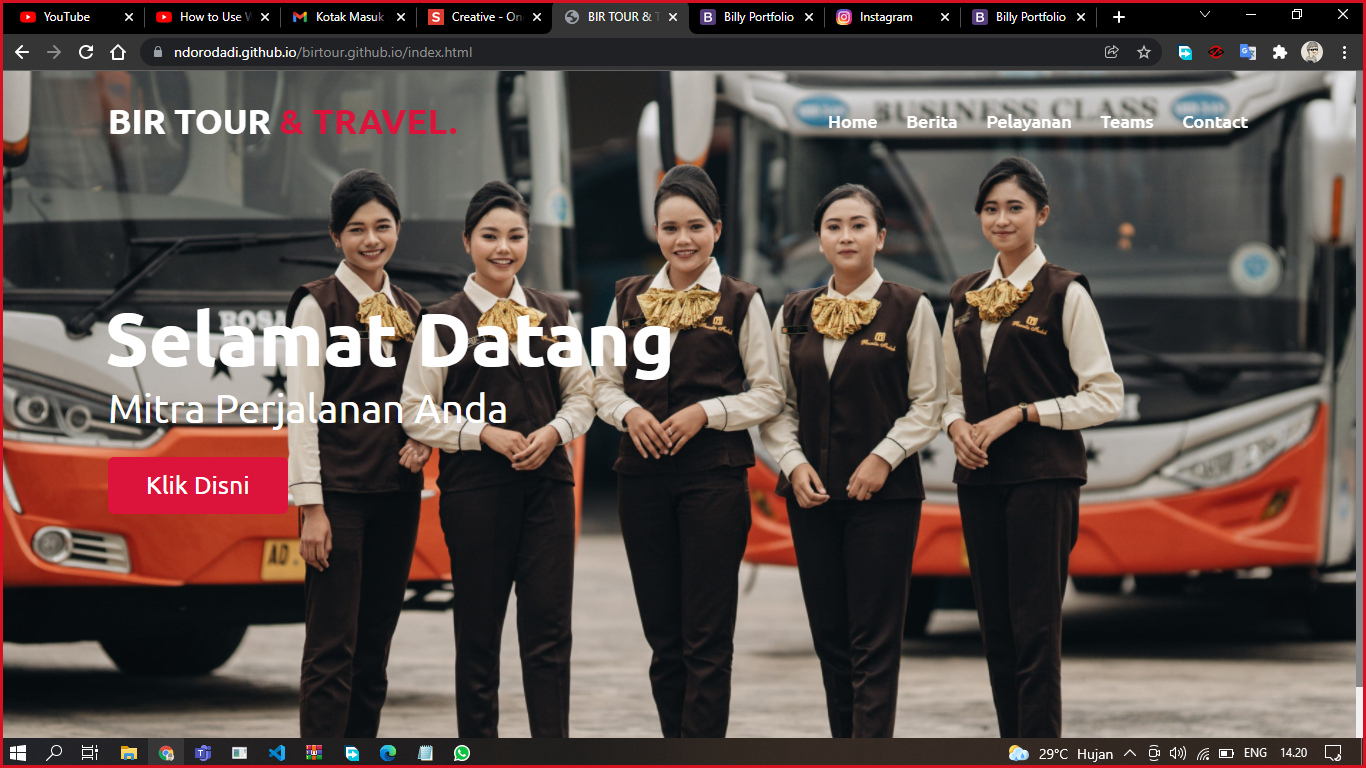 YouTube
How to Use W
Kotak Masuk
Creative - On
BIR TOUR & T
Billy Portfolio
Instagram
Billy Portfolio
ndorodadi.github.io/birtour.github.io/index.html
BIR TOUR & TRAVEL.
Home Berita Pelayanan Teams Contact
BUSINESS CLASS
Selamat Datang
Mitra Perjalanan Anda
Klik Disni
AD
29°C Hujan
ENG
14.20